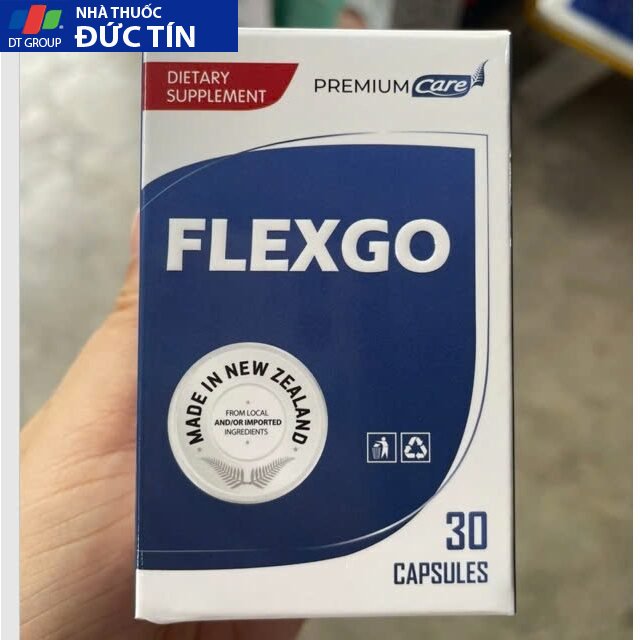 NHÀ THUỐC
DT GROUP® ĐỨC TÍN
DIETARY
SUPPLEMENT
PREMIUM Care
FLEXGO
MADE IN NEW ZEALAND
FROM LOCAL
AND/OR IMPORTED
INGREDIENTS
30
CAPSULES